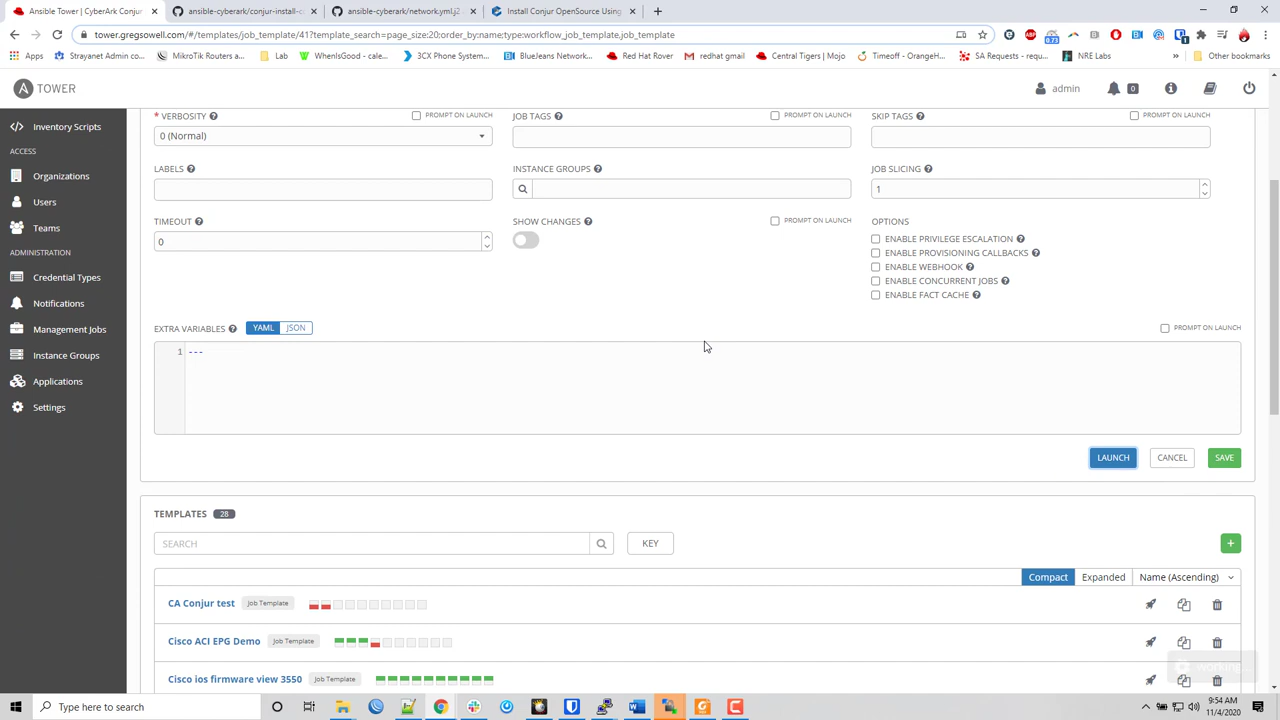 Ansible Tower | CyberArk Conjur
ansible-cyberark/conjur-install-c
ansible-cyberark/network.yml.j2
Install Conjur OpenSource Using
tower.gregsowell.com/#/templates/job_template/41?template_search=page_size:20;order_by:name;type:workflow_job_template,job_template
Apps
Strayanet Admin con...
MikroTik Routers a...
WhenIsGood - cale...
3CX Phone System...
BlueJeans Network...
Red Hat Rover
redhat gmail
Central Tigers | Mojo
Timeoff - OrangeH...
SA Requests - requ...
NRE Labs
»
Other bookmarks
TOWER
admin
0
Inventory Scripts
ACCESS
Organizations
Users
Teams
ADMINISTRATION
Credential Types
Notifications
Management Jobs
Instance Groups
Applications
Settings
* VERBOSITY
PROMPT ON LAUNCH
JOB TAGS
PROMPT ON LAUNCH
SKIP TAGS
PROMPT ON LAUNCH
0 (Normal)
LABELS
INSTANCE GROUPS
JOB SLICING
1
TIMEOUT
SHOW CHANGES
PROMPT ON LAUNCH
OPTIONS
0
ENABLE PRIVILEGE ESCALATION
ENABLE PROVISIONING CALLBACKS
ENABLE WEBHOOK
ENABLE CONCURRENT JOBS
ENABLE FACT CACHE
EXTRA VARIABLES
YAML
JSON
PROMPT ON LAUNCH
1
---
LAUNCH
CANCEL
SAVE
TEMPLATES 28
SEARCH
KEY
Compact
Expanded
Name (Ascending)
CA Conjur test
Job Template
Cisco ACI EPG Demo
Job Template
Cisco ios firmware view 3550
Job Template
Working...
Type here to search
9:54 AM
11/4/2020